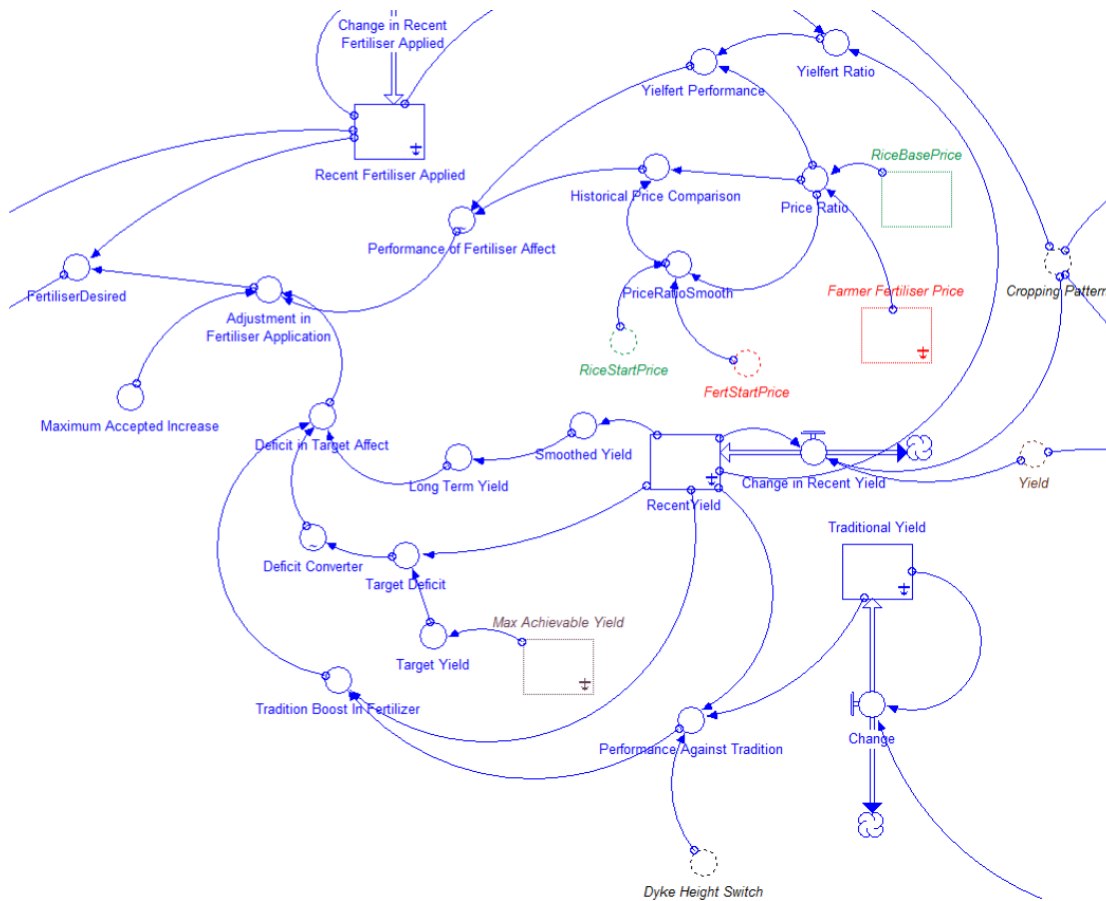 Change in Recent
Fertiliser Applied
Yielfert Ratio
Yielfert Performance
RiceBasePrice
Recent Fertiliser Applied
Historical Price Comparison
Price Ratio
Performance of Fertiliser Affect
FertiliserDesired
PriceRatioSmooth
Farmer Fertiliser Price
Cropping Pattern
Adjustment in
Fertiliser Application
RiceStartPrice
FertStartPrice
Maximum Accepted Increase
Deficit in Target Affect
Smoothed Yield
Long Term Yield
Change in Recent Yield
Yield
RecentYield
Traditional Yield
Deficit Converter
Target Deficit
Max Achievable Yield
Target Yield
Tradition Boost In Fertilizer
Performance Against Tradition
Change
Dyke Height Switch